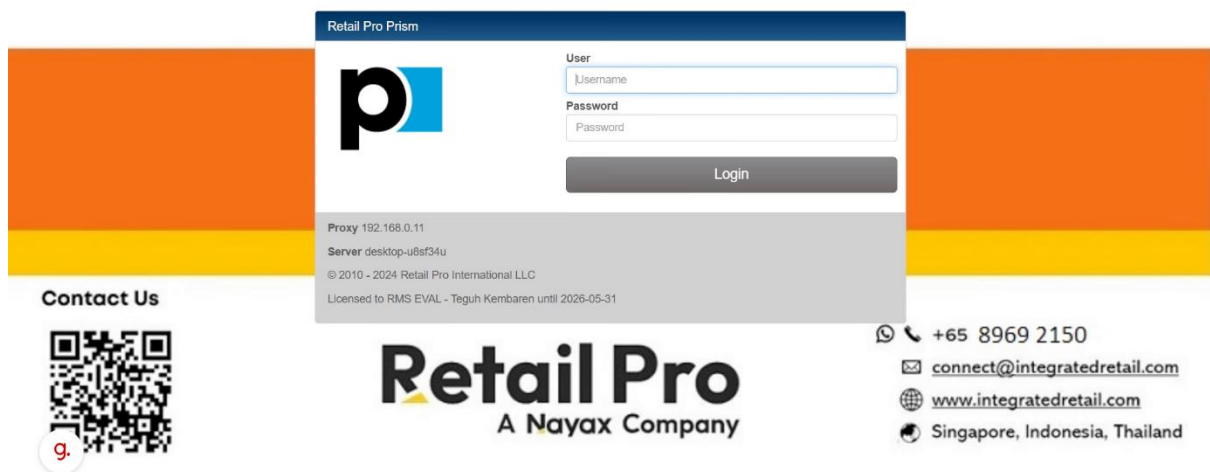 Retail Pro Prism
User
Username
Password
Password
Login
Proxy 192.168.0.11
Server desktop-u8sf34u
© 2010 - 2024 Retail Pro International LLC
Licensed to RMS EVAL - Teguh Kembaren until 2026-05-31
Contact Us
g.
Retail Pro
A Nayax Company
+65 8969 2150
connect@integratedretail.com
www.integratedretail.com
Singapore, Indonesia, Thailand